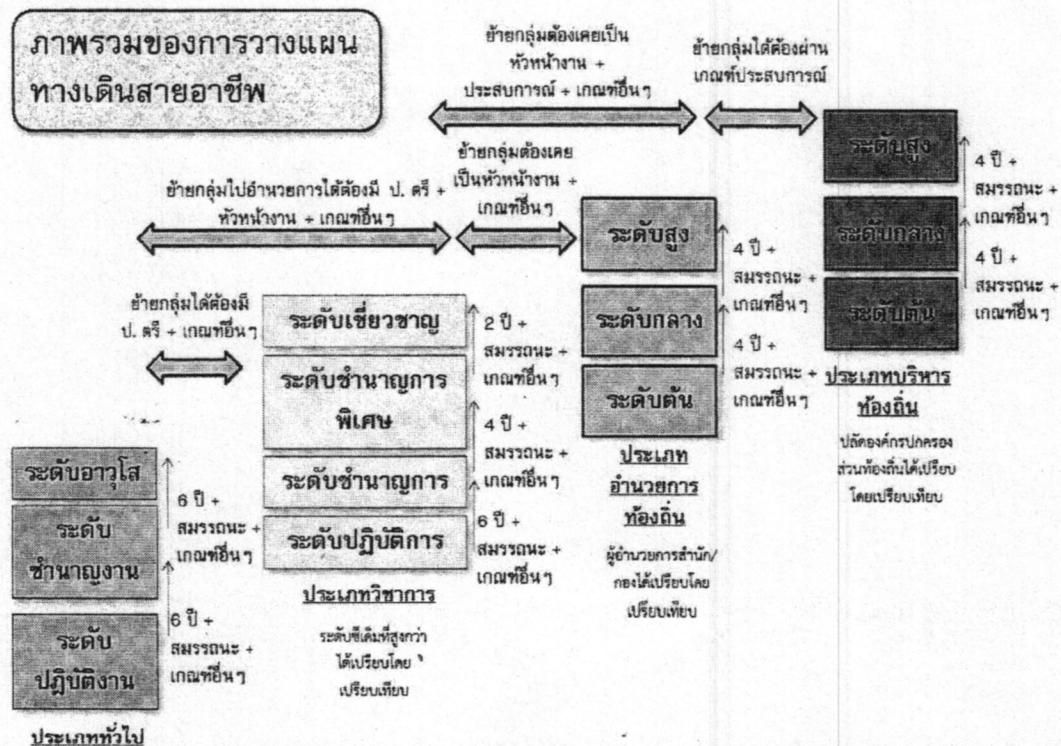 ภาพรวมของการวางแผน
ทางเดินสายอาชีพ
ย้ายกลุ่มต้องเคยเป็น
หัวหน้างาน +
ประสบการณ์ + เกณฑ์อื่นๆ
ย้ายกลุ่มได้ต้องผ่าน
เกณฑ์ประสบการณ์
ย้ายกลุ่มไปอำนวยการได้ต้องมี ป. ตรี +
หัวหน้างาน + เกณฑ์อื่นๆ
ย้ายกลุ่มต้องเคย
เป็นหัวหน้างาน +
เกณฑ์อื่นๆ
ย้ายกลุ่มได้ต้องมี
ป. ตรี + เกณฑ์อื่นๆ
ระดับอาวุโส
ระดับ
ชำนาญงาน
ระดับ
ปฏิบัติงาน
6 ปี +
สมรรถนะ +
เกณฑ์อื่นๆ
6 ปี +
สมรรถนะ +
เกณฑ์อื่นๆ
ประเภททั่วไป
ระดับเชี่ยวชาญ
ระดับชำนาญการ
พิเศษ
ระดับชำนาญการ
ระดับปฏิบัติการ
2 ปี +
สมรรถนะ +
เกณฑ์อื่นๆ
4 ปี +
สมรรถนะ +
เกณฑ์อื่นๆ
6 ปี +
สมรรถนะ +
เกณฑ์อื่นๆ
ประเภทวิชาการ
ระดับซีเดิมที่สูงกว่า
ได้เปรียบโดย
เปรียบเทียบ
ระดับสูง
ระดับกลาง
ระดับต้น
4 ปี +
สมรรถนะ +
เกณฑ์อื่นๆ
4 ปี +
สมรรถนะ +
เกณฑ์อื่นๆ
ประเภท
อำนวยการ
ท้องถิ่น
ผู้อำนวยการสำนัก/
กองได้เปรียบโดย
เปรียบเทียบ
ระดับสูง
ระดับกลาง
ระดับต้น
4 ปี +
สมรรถนะ +
เกณฑ์อื่นๆ
4 ปี +
สมรรถนะ +
เกณฑ์อื่นๆ
ประเภทบริหาร
ท้องถิ่น
ปลัดองค์กรปกครอง
ส่วนท้องถิ่นได้เปรียบ
โดยเปรียบเทียบ